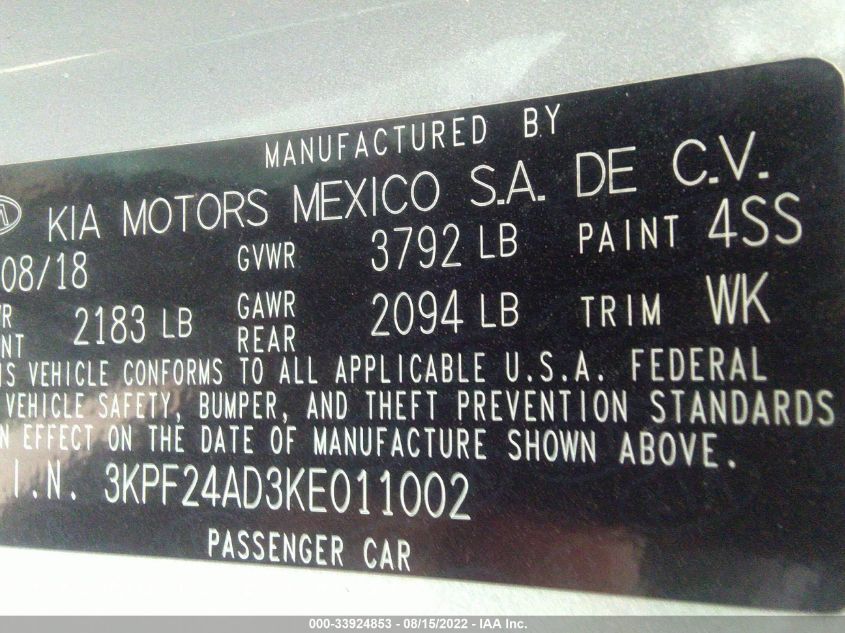 MANUFACTURED BY
KIA MOTORS MEXICO S.A. DE C.V.
08/18 GVWR 3792 LB PAINT 4SS
2183 LB GAWR REAR 2094 LB TRIM WK
VEHICLE CONFORMS TO ALL APPLICABLE U.S.A. FEDERAL
VEHICLE SAFETY, BUMPER, AND THEFT PREVENTION STANDARDS
EFFECT ON THE DATE OF MANUFACTURE SHOWN ABOVE.
I.N. 3KPF24AD3KE011002
PASSENGER CAR
000-33924853 - 08/15/2022 - IAA Inc.